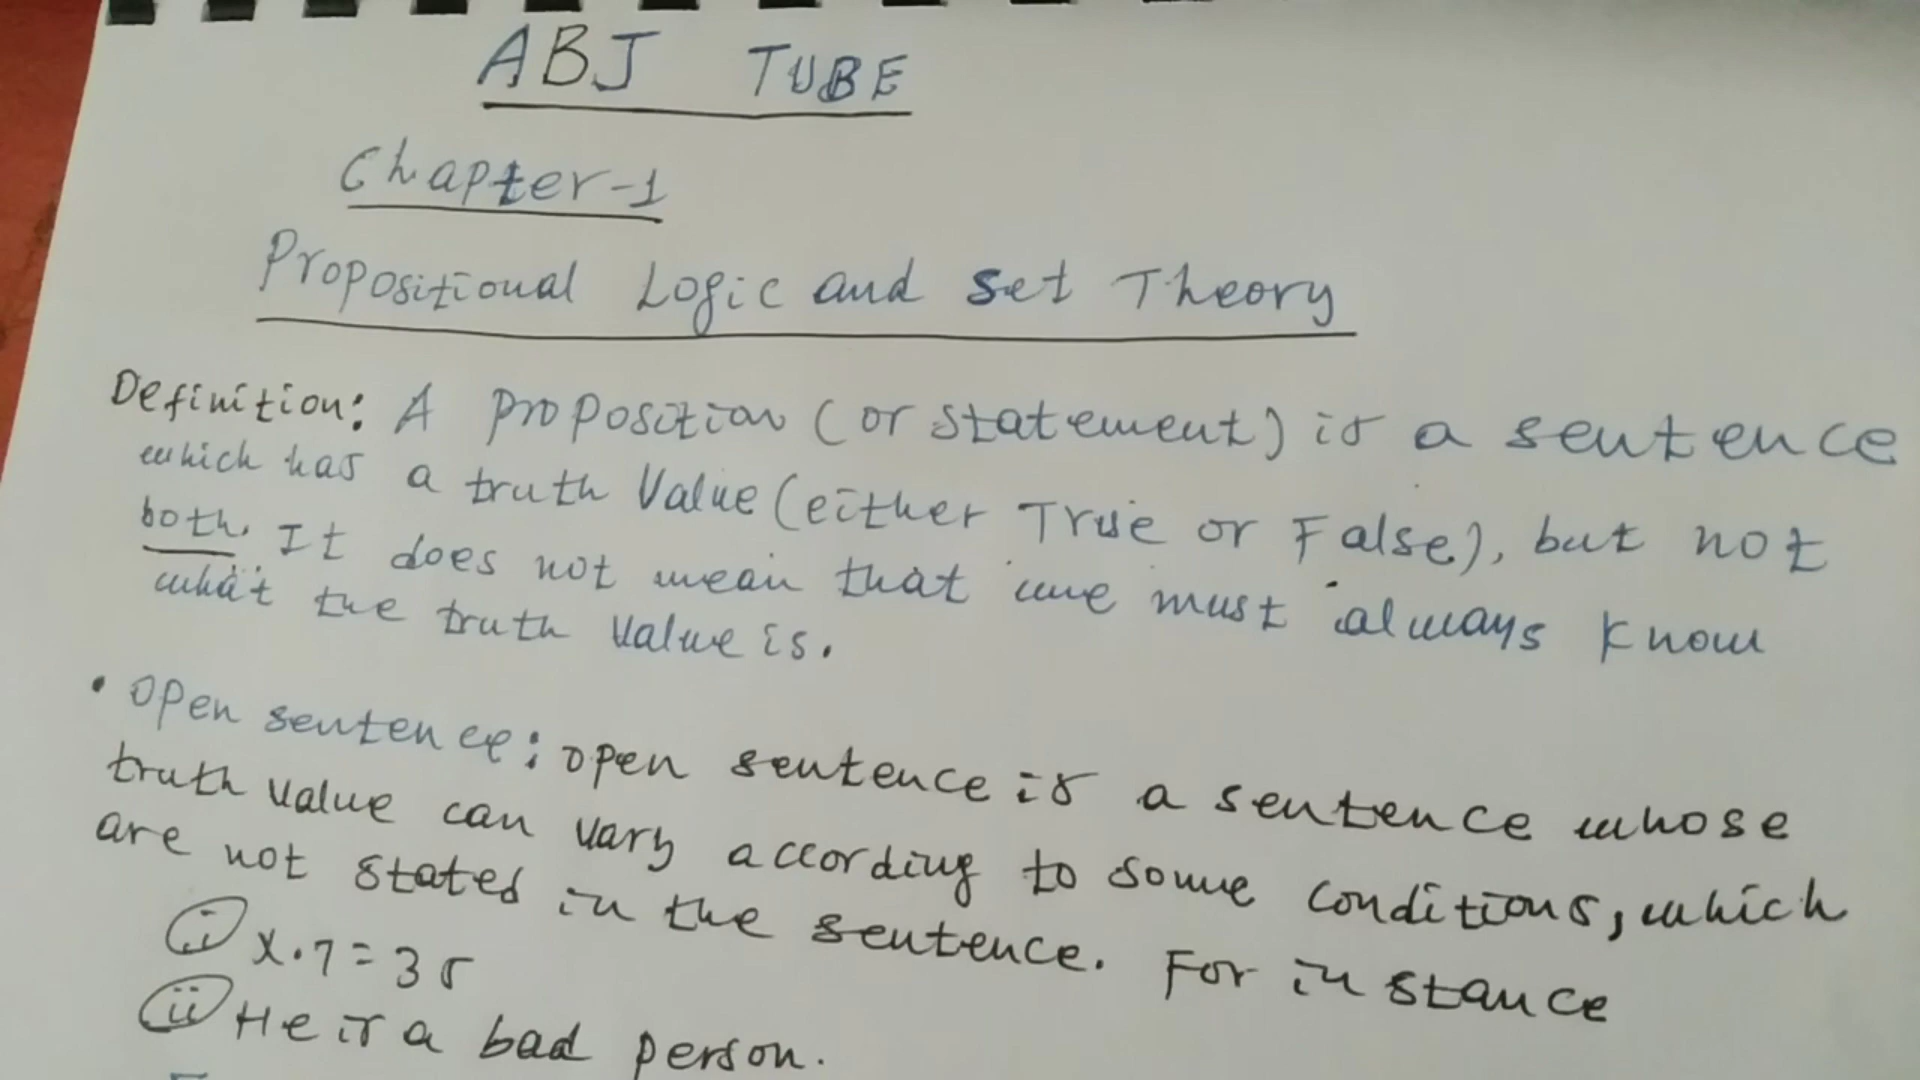 ABJ TUBE
Chapter-1
Propositional Logic and set Theory
Definition: A proposition (or statement) is a sentence
which has a truth Value (either True or False), but not
both. It does not mean that we must always know
what the truth value is.
• open sentence: open sentence is a sentence whose
truth value can vary according to some conditions, which
are not stated in the sentence. For instance
(i) x.7=35
(ii) He is a bad person.